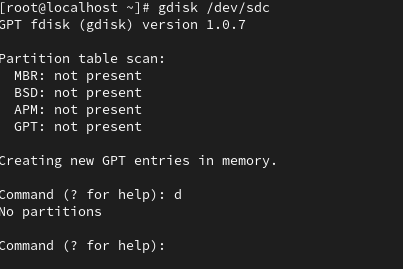 [root@localhost ~]# gdisk /dev/sdc
GPT fdisk (gdisk) version 1.0.7
Partition table scan:
MBR: not present
BSD: not present
APM: not present
GPT: not present
Creating new GPT entries in memory.
Command (? for help): d
No partitions
Command (? for help):